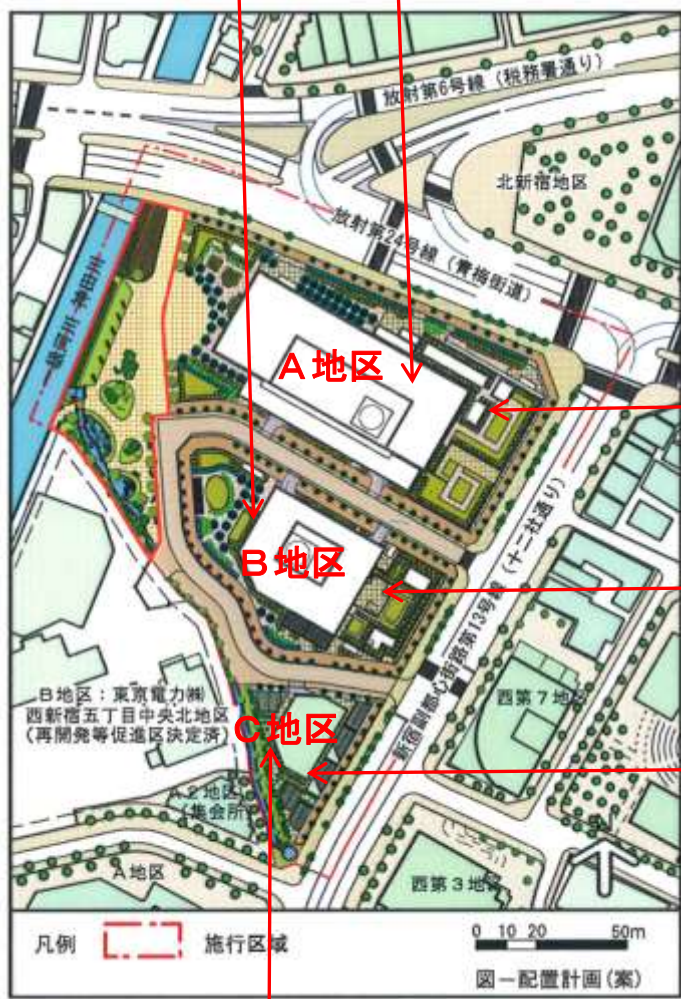 放射第6号線（税務署通り）
北新宿地区
放射第24号線（青梅街道）
A地区
B地区
新宿副都心街路第13号線（十二社通り）
B地区：東京電力㈱
西新宿五丁目中央北地区
（再開発等促進区決定済）
C地区
西第7地区
A2地区
（集会所）
A地区
西第3地区
凡例
施行区域
0 10 20 50m
図－配置計画（案）